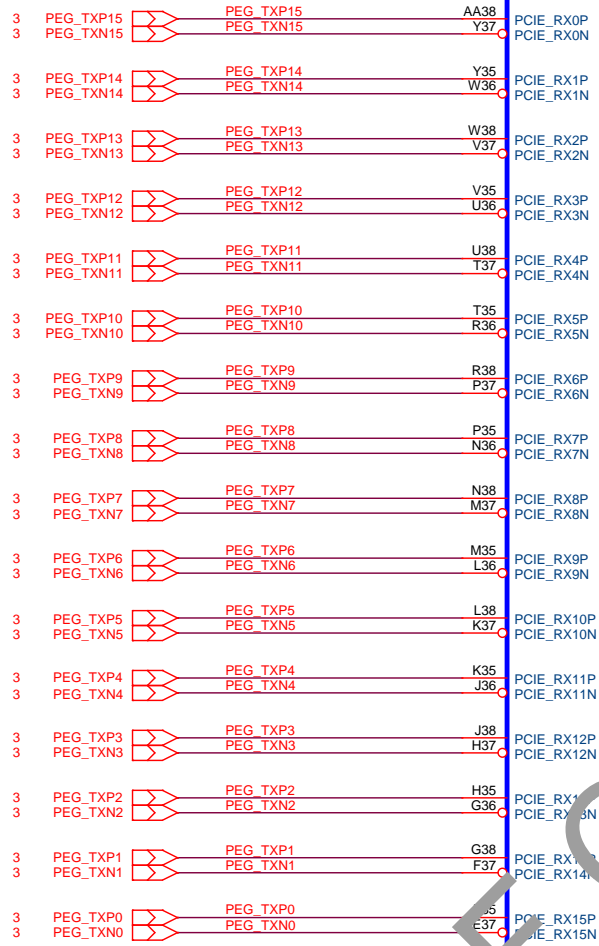 3 PEG_TXP15 PEG_TXP15 AA38 PCIE_RX0P
3 PEG_TXN15 PEG_TXN15 Y37 PCIE_RX0N
3 PEG_TXP14 PEG_TXP14 Y35 PCIE_RX1P
3 PEG_TXN14 PEG_TXN14 W36 PCIE_RX1N
3 PEG_TXP13 PEG_TXP13 W38 PCIE_RX2P
3 PEG_TXN13 PEG_TXN13 V37 PCIE_RX2N
3 PEG_TXP12 PEG_TXP12 V35 PCIE_RX3P
3 PEG_TXN12 PEG_TXN12 U36 PCIE_RX3N
3 PEG_TXP11 PEG_TXP11 U38 PCIE_RX4P
3 PEG_TXN11 PEG_TXN11 T37 PCIE_RX4N
3 PEG_TXP10 PEG_TXP10 T35 PCIE_RX5P
3 PEG_TXN10 PEG_TXN10 R36 PCIE_RX5N
3 PEG_TXP9 PEG_TXP9 R38 PCIE_RX6P
3 PEG_TXN9 PEG_TXN9 P37 PCIE_RX6N
3 PEG_TXP8 PEG_TXP8 P35 PCIE_RX7P
3 PEG_TXN8 PEG_TXN8 N36 PCIE_RX7N
3 PEG_TXP7 PEG_TXP7 N38 PCIE_RX8P
3 PEG_TXN7 PEG_TXN7 M37 PCIE_RX8N
3 PEG_TXP6 PEG_TXP6 M35 PCIE_RX9P
3 PEG_TXN6 PEG_TXN6 L36 PCIE_RX9N
3 PEG_TXP5 PEG_TXP5 L38 PCIE_RX10P
3 PEG_TXN5 PEG_TXN5 K37 PCIE_RX10N
3 PEG_TXP4 PEG_TXP4 K35 PCIE_RX11P
3 PEG_TXN4 PEG_TXN4 J36 PCIE_RX11N
3 PEG_TXP3 PEG_TXP3 J38 PCIE_RX12P
3 PEG_TXN3 PEG_TXN3 H37 PCIE_RX12N
3 PEG_TXP2 PEG_TXP2 H35
3 PEG_TXN2 PEG_TXN2 G36
3 PEG_TXP1 PEG_TXP1 G38
3 PEG_TXN1 PEG_TXN1 F37
3 PEG_TXP0 PEG_TXP0 PCIE_RX15P
3 PEG_TXN0 PEG_TXN0 E37 PCIE_RX15N